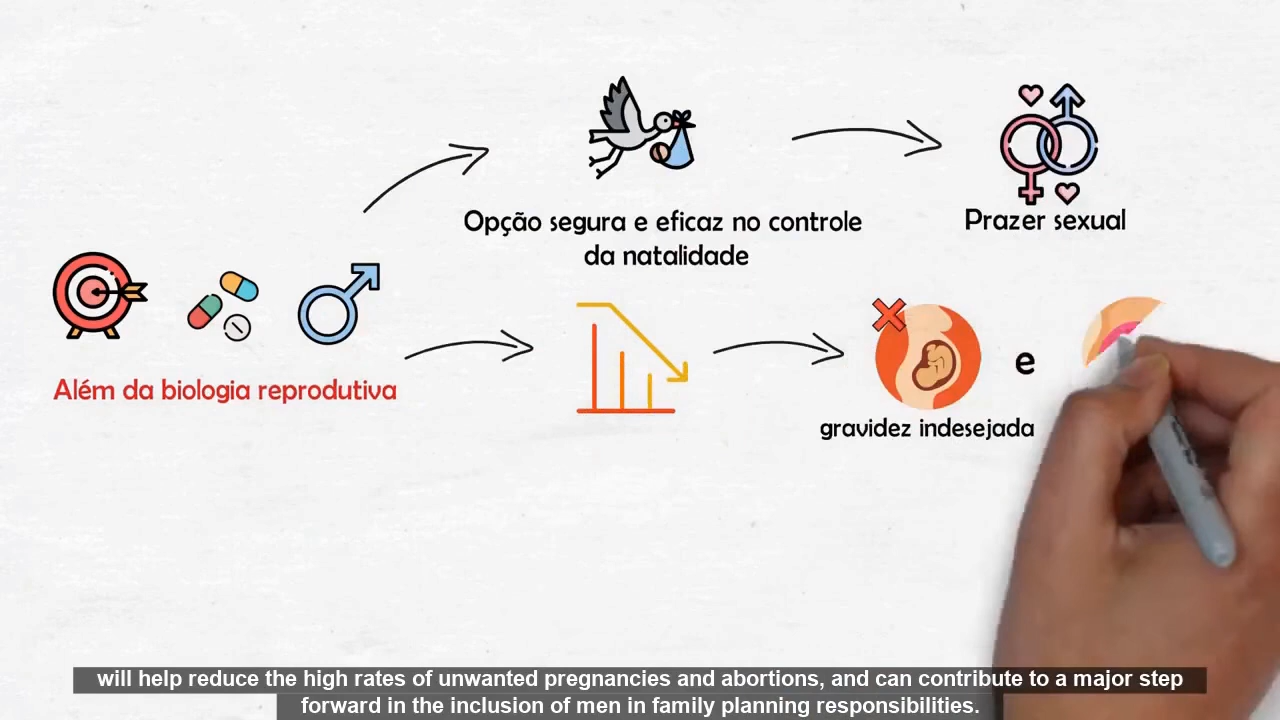 Opção segura e eficaz no controle
da natalidade
Prazer sexual
Além da biologia reprodutiva
e
gravidez indesejada
will help reduce the high rates of unwanted pregnancies and abortions, and can contribute to a major step
forward in the inclusion of men in family planning responsibilities.